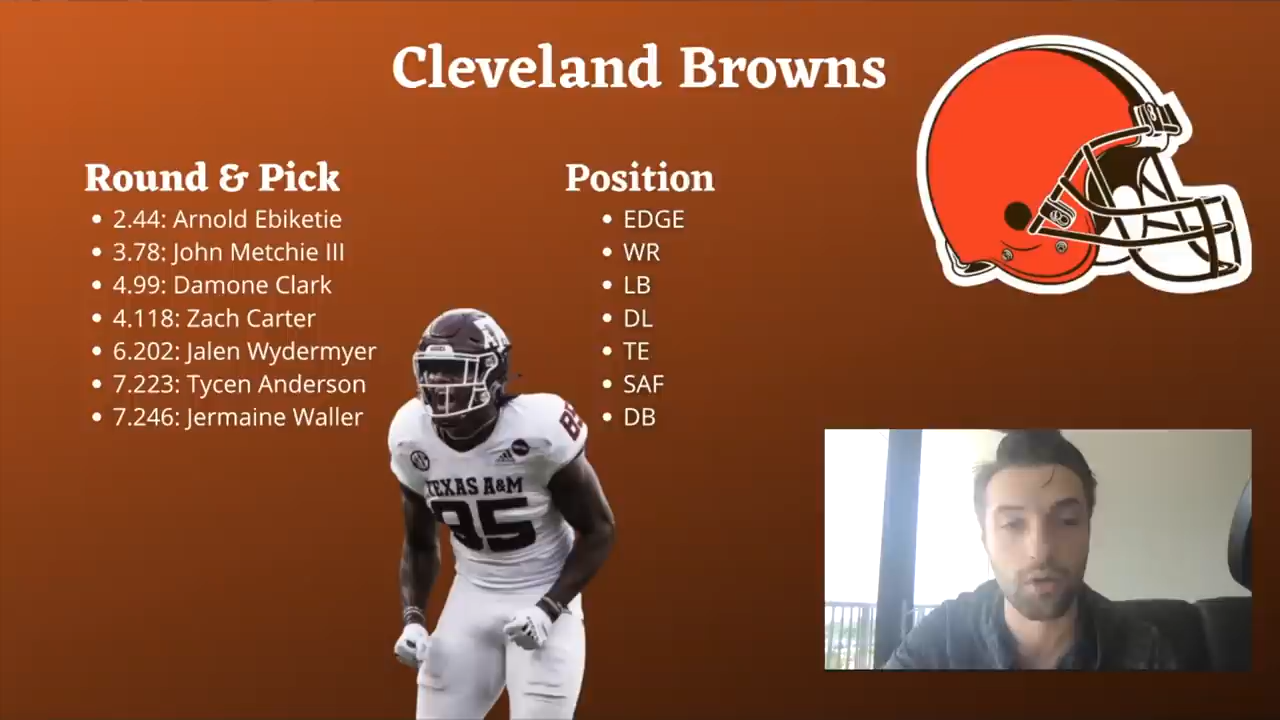 Cleveland Browns
Round & Pick
2.44: Arnold Ebiketie
3.78: John Metchie III
4.99: Damone Clark
4.118: Zach Carter
6.202: Jalen Wydermyer
7.223: Tycen Anderson
7.246: Jermaine Waller
Position
EDGE
WR
LB
DL
TE
SAF
DB
TEXAS A&M
85